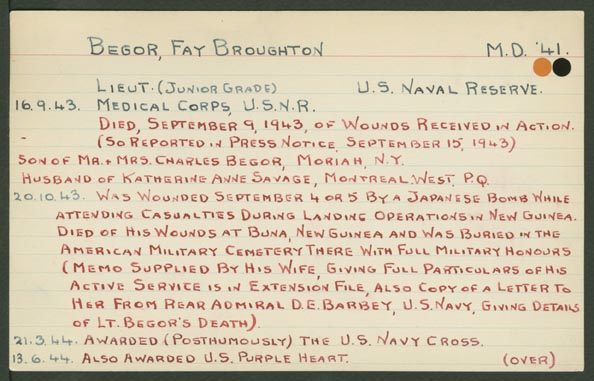 BEGOR, FAY BROUGHTON M.D. '41.
LIEUT. (JUNIOR GRADE) U.S. NAVAL RESERVE.
16.9.43. MEDICAL CORPS, U.S.N.R.
DIED, SEPTEMBER 9, 1943, OF WOUNDS RECEIVED IN ACTION.
(SO REPORTED IN PRESS NOTICE, SEPTEMBER 15, 1943)
SON OF MR. + MRS. CHARLES BEGOR, MORIAH, N.Y.
HUSBAND OF KATHERINE ANNE SAVAGE, MONTREAL WEST, P.Q.
20.10.43. WAS WOUNDED SEPTEMBER 4 OR 5 BY A JAPANESE BOMB WHILE
ATTENDING CASUALTIES DURING LANDING OPERATIONS IN NEW GUINEA.
DIED OF HIS WOUNDS AT BUNA, NEW GUINEA AND WAS BURIED IN THE
AMERICAN MILITARY CEMETERY THERE WITH FULL MILITARY HONOURS
(MEMO SUPPLIED BY HIS WIFE, GIVING FULL PARTICULARS OF HIS
ACTIVE SERVICE IS IN EXTENSION FILE, ALSO COPY OF A LETTER TO
HER FROM REAR ADMIRAL D.E. BARBEY, U.S. NAVY, GIVING DETAILS
OF LT. BEGOR'S DEATH).
21.3.44. AWARDED (POSTHUMOUSLY) THE U.S. NAVY CROSS.
13.6.44. ALSO AWARDED U.S. PURPLE HEART. (OVER)